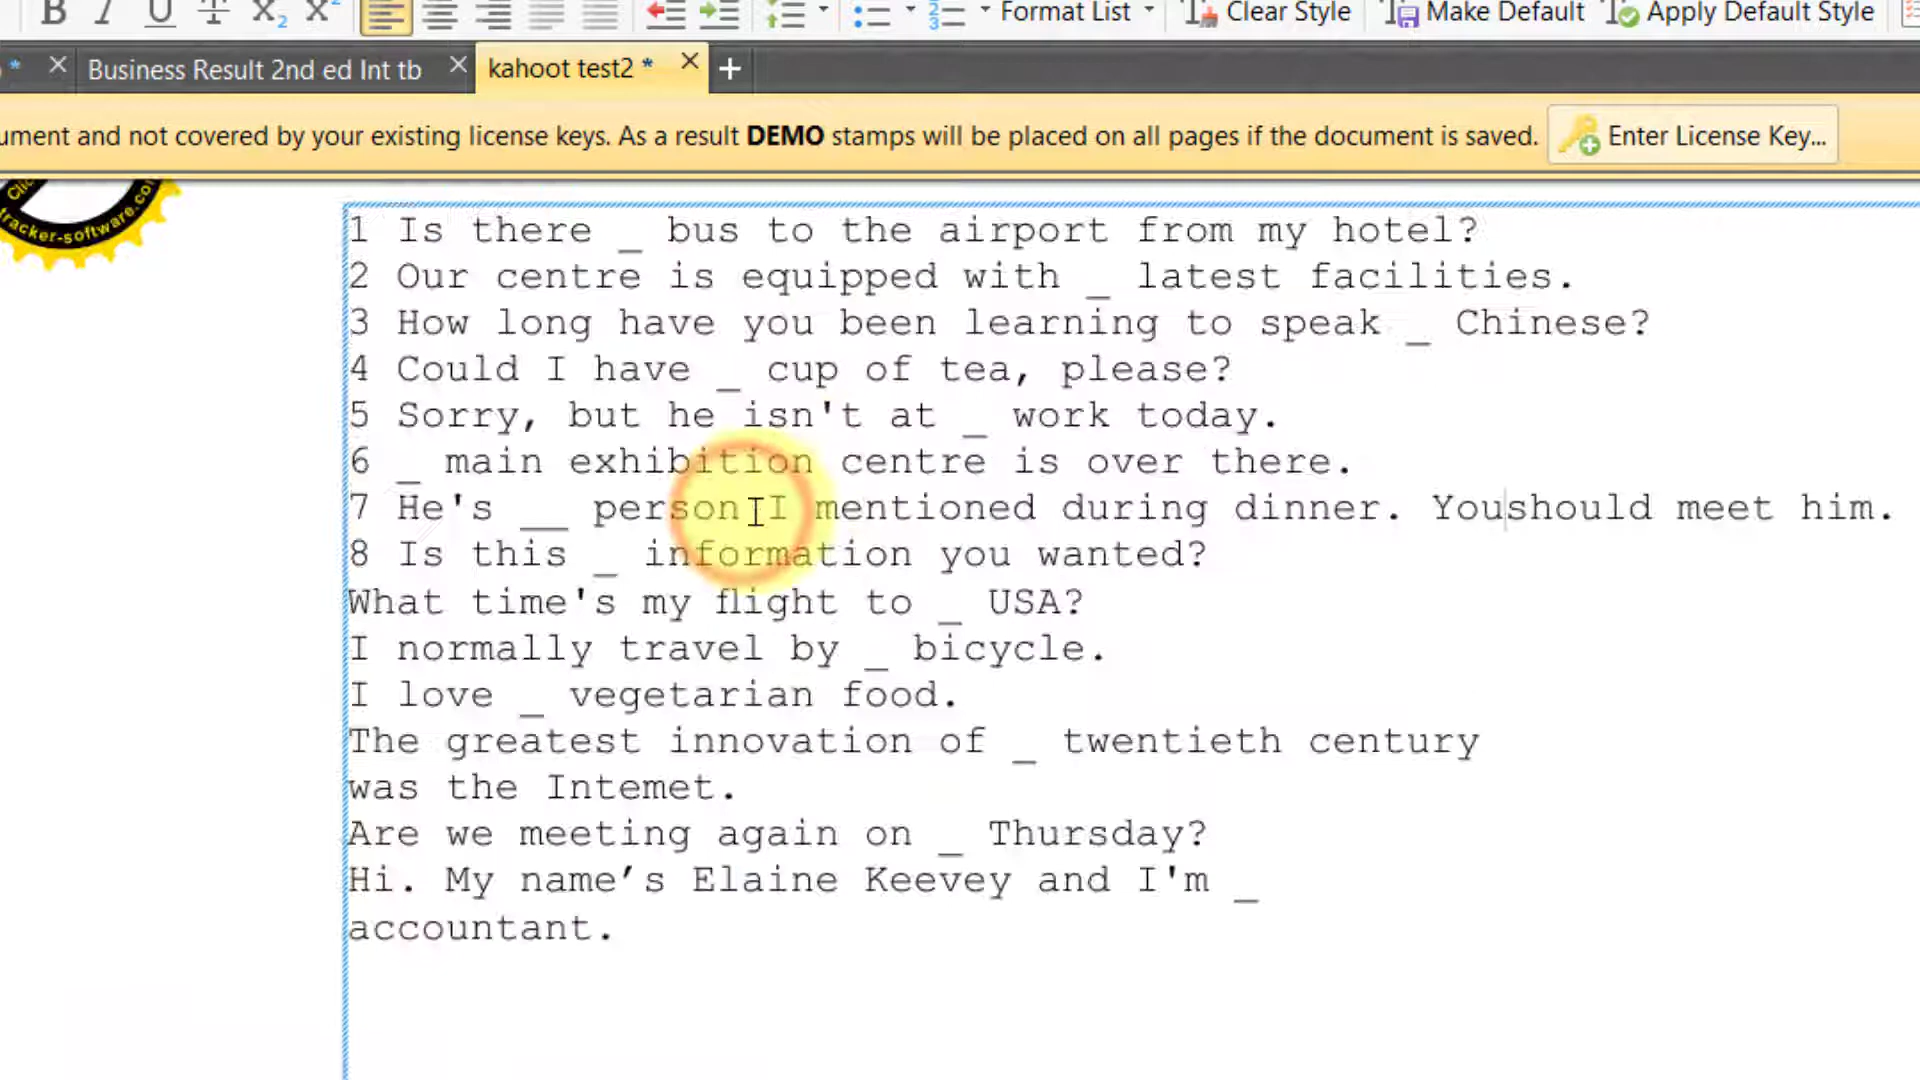 B I U T X2 X2 Format List Clear Style Make Default Apply Default Style
* Business Result 2nd ed Int tb kahoot test2 * +
ument and not covered by your existing license keys. As a result DEMO stamps will be placed on all pages if the document is saved. Enter License Key...
Clic
tracker-software.co
1 Is there _ bus to the airport from my hotel?
2 Our centre is equipped with _ latest facilities.
3 How long have you been learning to speak _ Chinese?
4 Could I have _ cup of tea, please?
5 Sorry, but he isn't at _ work today.
6 _ main exhibition centre is over there.
7 He's __ person I mentioned during dinner. Youshould meet him.
8 Is this _ information you wanted?
What time's my flight to _ USA?
I normally travel by _ bicycle.
I love _ vegetarian food.
The greatest innovation of _ twentieth century
was the Intemet.
Are we meeting again on _ Thursday?
Hi. My name’s Elaine Keevey and I'm _
accountant.